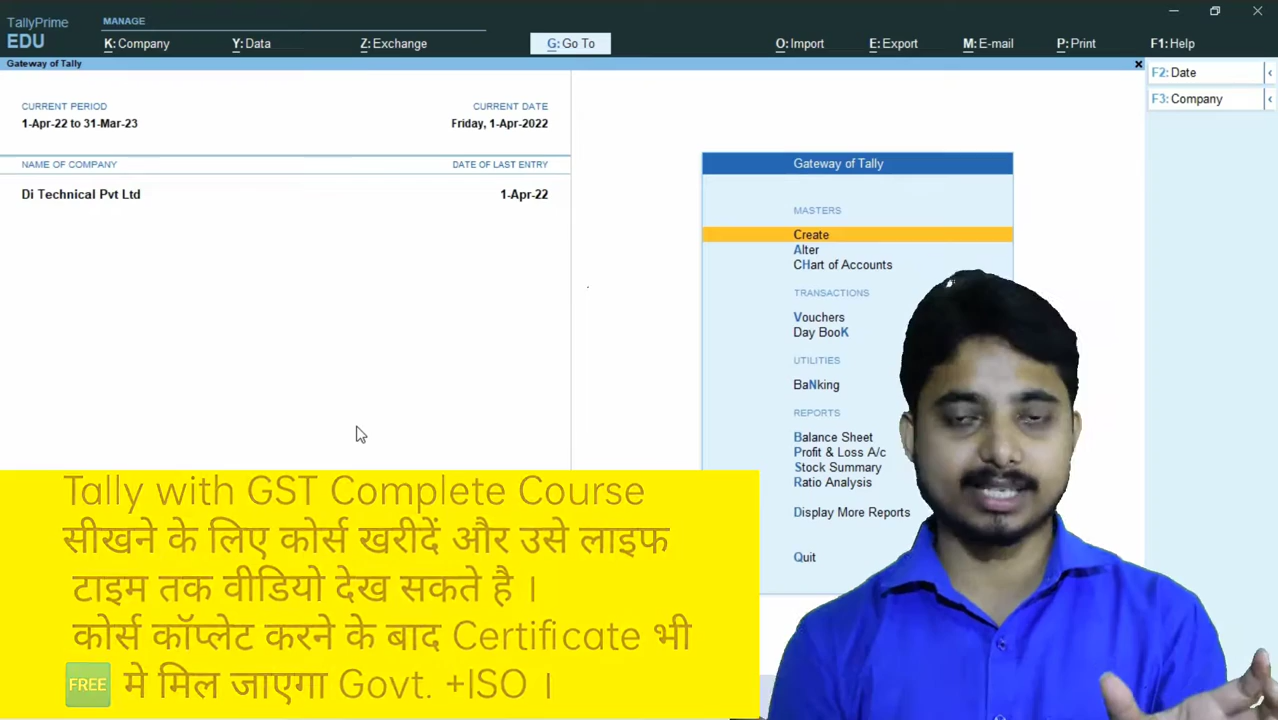 TallyPrime
EDU
MANAGE
K: Company
Y: Data
Z: Exchange
G: Go To
O: Import
E: Export
M: E-mail
P: Print
F1: Help
Gateway of Tally
F2: Date
F3: Company
CURRENT PERIOD
CURRENT DATE
1-Apr-22 to 31-Mar-23
Friday, 1-Apr-2022
NAME OF COMPANY
DATE OF LAST ENTRY
Di Technical Pvt Ltd
1-Apr-22
Gateway of Tally
MASTERS
Create
Alter
CHart of Accounts
TRANSACTIONS
Vouchers
Day BooK
UTILITIES
BaNking
REPORTS
Balance Sheet
Profit & Loss A/c
Stock Summary
Ratio Analysis
Display More Reports
Quit
Tally with GST Complete Course
सीखने के लिए कोर्स खरीदें और उसे लाइफ
टाइम तक वीडियो देख सकते है ।
कोर्स कॉप्लेट करने के बाद Certificate भी
FREE मे मिल जाएगा Govt. +ISO ।